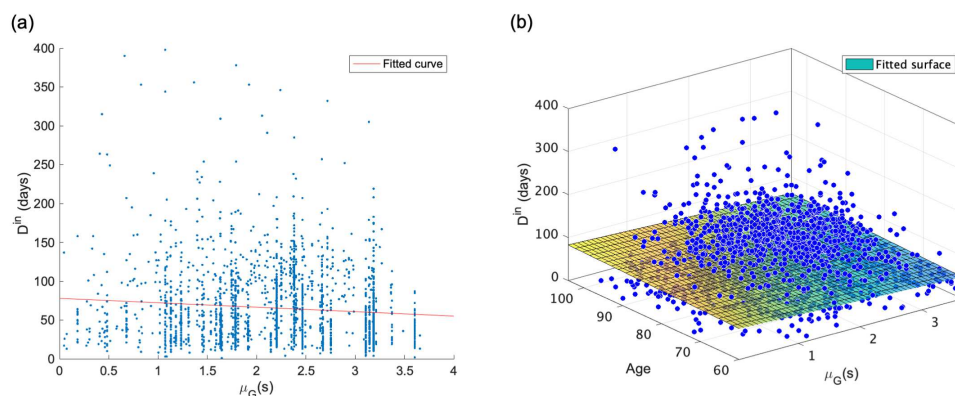 (a)
400
350
300
250
200
150
100
50
0
D^in (days)
Fitted curve
0 0.5 1 1.5 2 2.5 3 3.5 4
μ_G(s)
(b)
Fitted surface
400
300
200
100
0
D^in (days)
100 90 80 70 60
Age
1 2 3
μ_G(s)